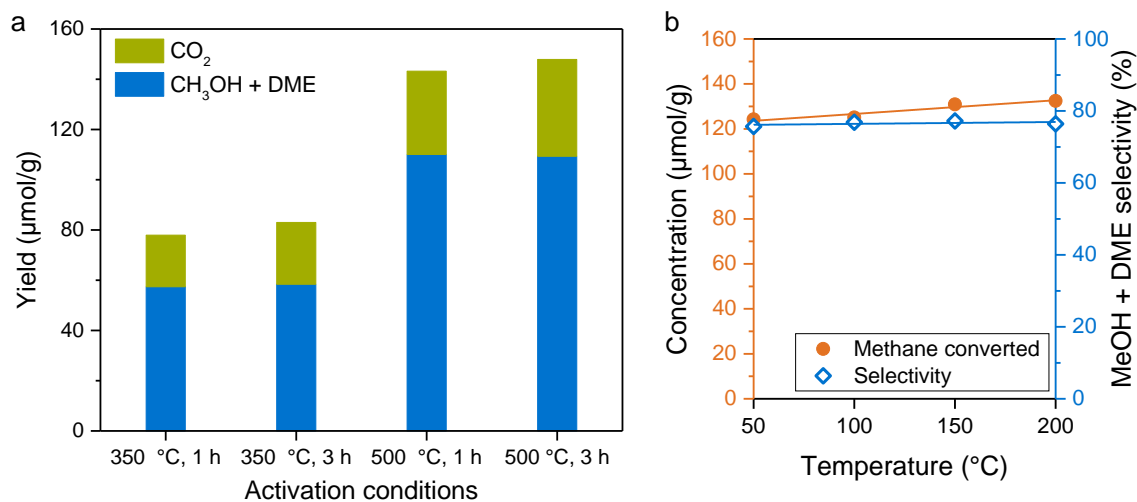 a
160
120
80
40
0
Yield (μmol/g)
CO₂
CH₃OH + DME
350 °C, 1 h
350 °C, 3 h
500 °C, 1 h
500 °C, 3 h
Activation conditions
b
160
140
120
100
80
60
40
20
0
Concentration (μmol/g)
100
80
60
40
20
0
MeOH + DME selectivity (%)
Methane converted
Selectivity
50
100
150
200
Temperature (°C)